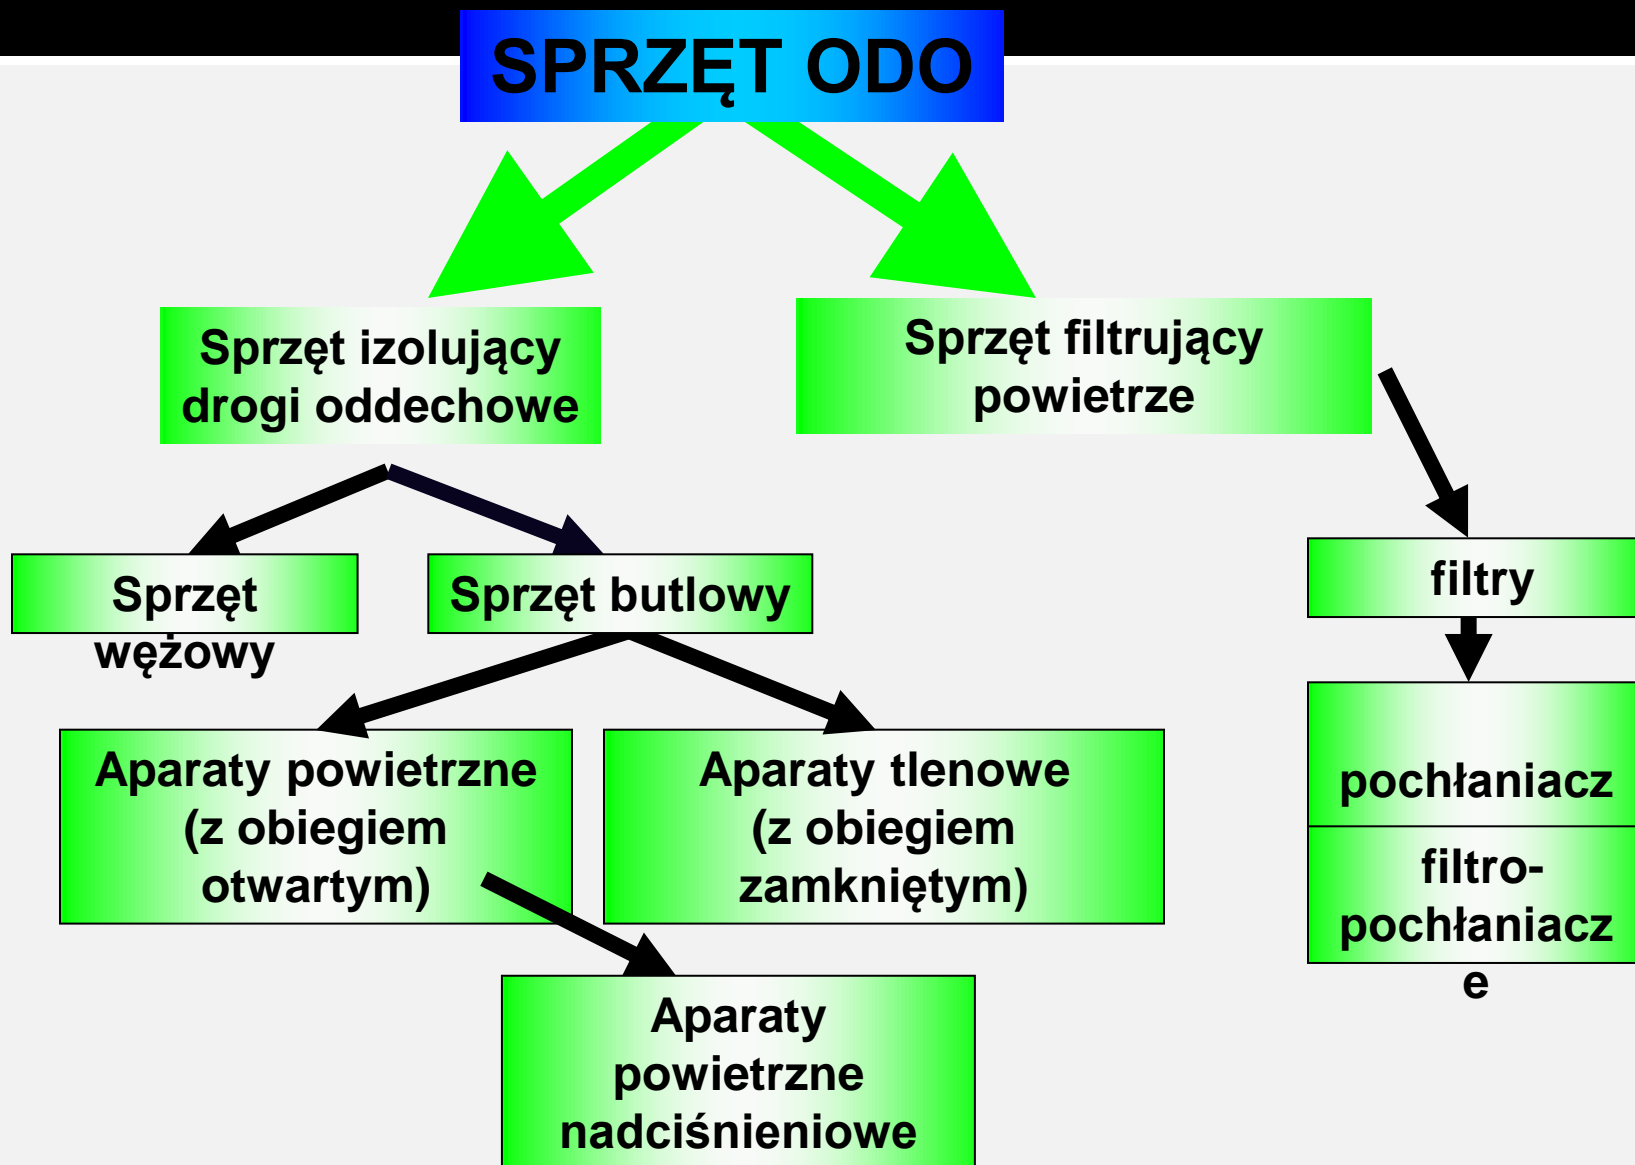 SPRZĘT ODO
Sprzęt izolujący
drogi oddechowe
Sprzęt filtrujący
powietrze
Sprzęt
wężowy
Sprzęt butlowy
filtry
Aparaty powietrzne
(z obiegiem
otwartym)
Aparaty tlenowe
(z obiegiem
zamkniętym)
pochłaniacz
filtro-
pochłaniacz
e
Aparaty
powietrzne
nadciśnieniowe